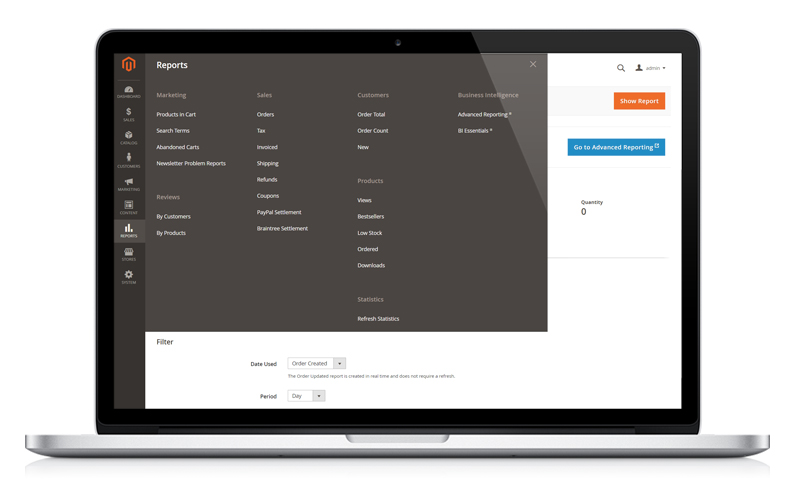 Reports
admin
DASHBOARD
SALES
CATALOG
CUSTOMERS
MARKETING
CONTENT
REPORTS
STORES
SYSTEM
Marketing
Products in Cart
Search Terms
Abandoned Carts
Newsletter Problem Reports
Reviews
By Customers
By Products
Sales
Orders
Tax
Invoiced
Shipping
Refunds
Coupons
PayPal Settlement
Braintree Settlement
Customers
Order Total
Order Count
New
Products
Views
Bestsellers
Low Stock
Ordered
Downloads
Statistics
Refresh Statistics
Business Intelligence
Advanced Reporting
BI Essentials
Show Report
Go to Advanced Reporting
Quantity
0
Filter
Date Used
Order Created
The Order Updated report is created in real time and does not require a refresh.
Period
Day